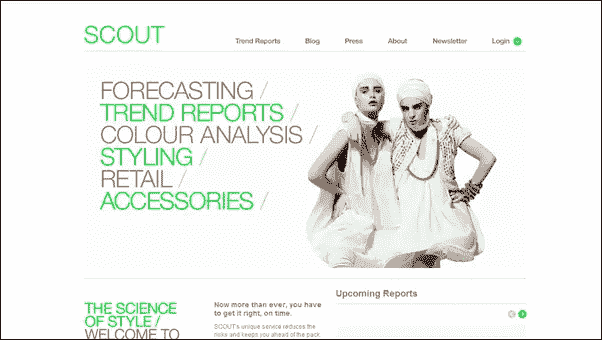 SCOUT
Trend Reports Blog Press About Newsletter Login
FORECASTING /
TREND REPORTS /
COLOUR ANALYSIS /
STYLING /
RETAIL /
ACCESSORIES /
THE SCIENCE
OF STYLE /
WELCOME TO
Now more than ever, you have
to get it right, on time.
SCOUT's unique service reduces the
risks and keeps you ahead of the pack
Upcoming Reports